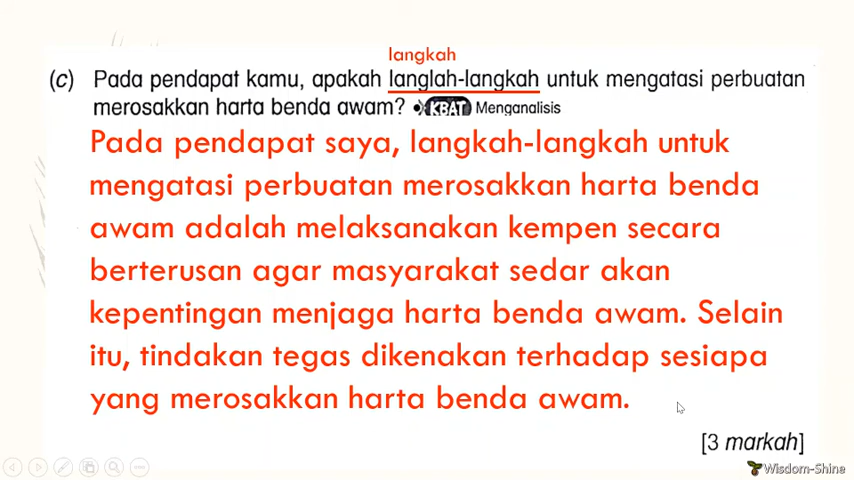 langkah
(c) Pada pendapat kamu, apakah langlah-langkah untuk mengatasi perbuatan
merosakkan harta benda awam? KBAT Menganalisis
Pada pendapat saya, langkah-langkah untuk
mengatasi perbuatan merosakkan harta benda
awam adalah melaksanakan kempen secara
berterusan agar masyarakat sedar akan
kepentingan menjaga harta benda awam. Selain
itu, tindakan tegas dikenakan terhadap sesiapa
yang merosakkan harta benda awam.
[3 markah]
Wisdom-Shine